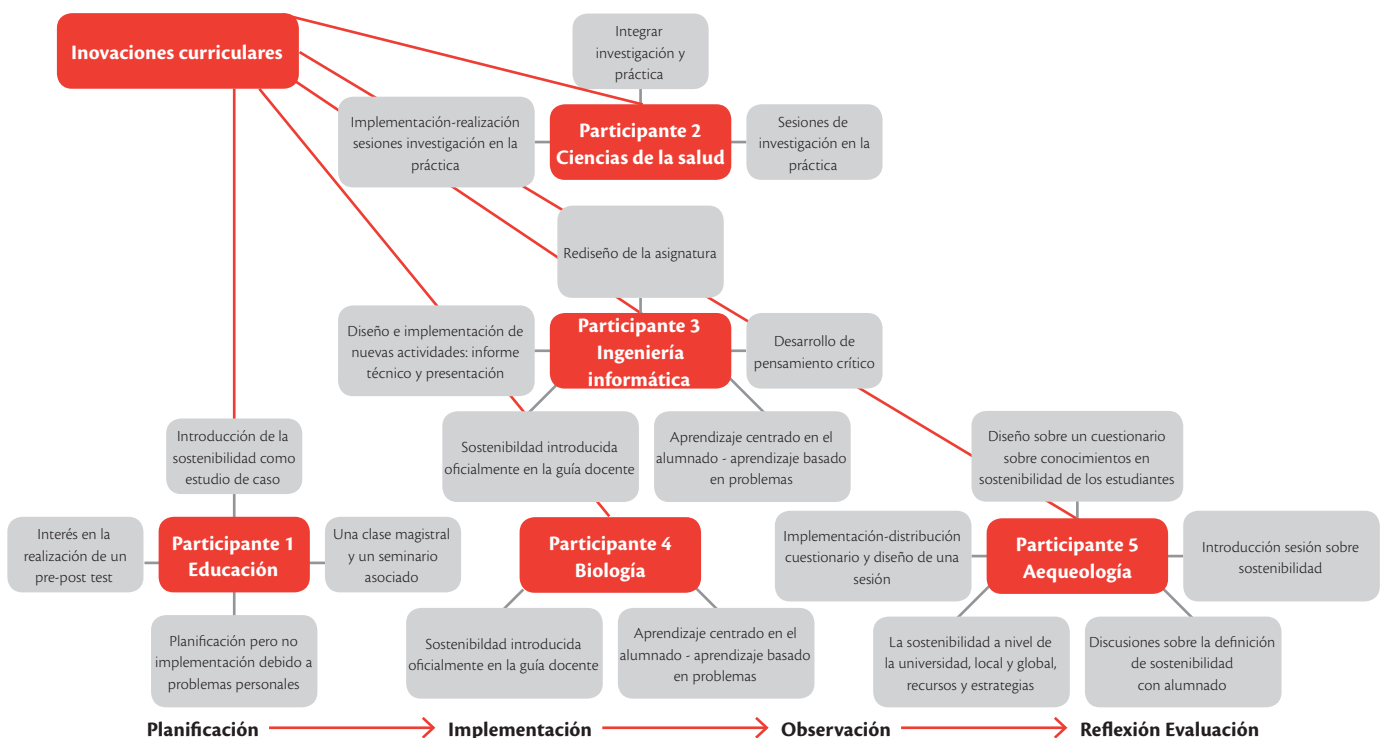 Inovaciones curriculares
Integrar
investigación y
práctica
Implementación-realización
sesiones investigación en la
práctica
Participante 2
Ciencias de la salud
Sesiones de
investigación en la
práctica
Rediseño de la asignatura
Diseño e implementación de
nuevas actividades: informe
técnico y presentación
Participante 3
Ingeniería
informática
Desarrollo de
pensamiento crítico
Sostenibildad introducida
oficialmente en la guía docente
Aprendizaje centrado en el
alumnado - aprendizaje basado
en problemas
Introducción de la
sostenibilidad como
estudio de caso
Interés en la
realización de un
pre-post test
Participante 1
Educación
Una clase magistral
y un seminario
asociado
Planificación pero no
implementación debido a
problemas personales
Participante 4
Biología
Sostenibildad introducida
oficialmente en la guía docente
Aprendizaje centrado en el
alumnado - aprendizaje basado
en problemas
Diseño sobre un cuestionario
sobre conocimientos en
sostenibilidad de los estudiantes
Implementación-distribución
cuestionario y diseño de una
sesión
Participante 5
Aequeología
Introducción sesión sobre
sostenibilidad
La sostenibilidad a nivel de
la universidad, local y global,
recursos y estrategias
Discusiones sobre la definición
de sostenibilidad
con alumnado
Planificación
Implementación
Observación
Reflexión Evaluación